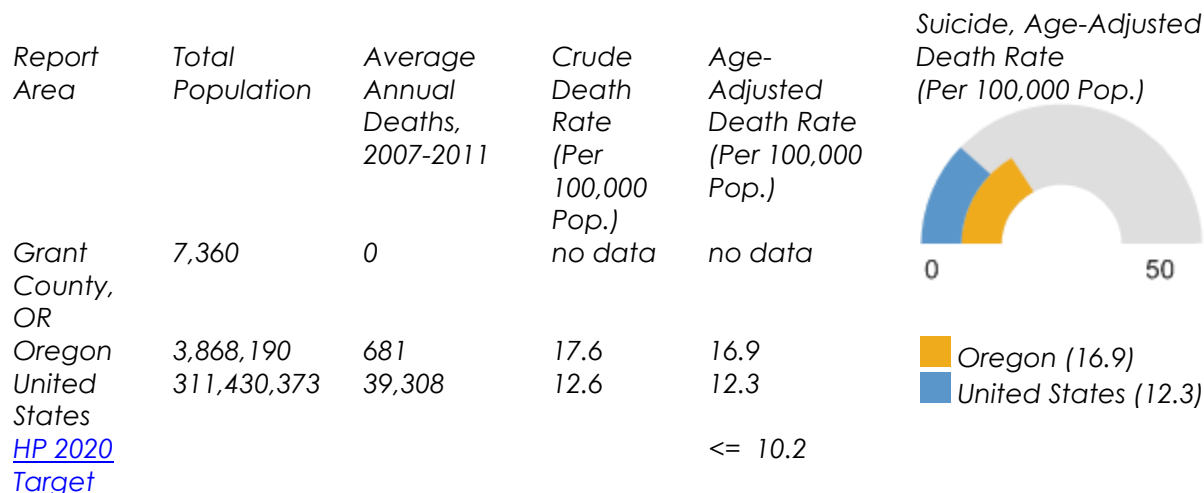 Report Area
Total Population
Average Annual Deaths, 2007-2011
Crude Death Rate (Per 100,000 Pop.)
Age-Adjusted Death Rate (Per 100,000 Pop.)
Suicide, Age-Adjusted
Death Rate
(Per 100,000 Pop.)
Grant County, OR 7,360 0 no data no data
Oregon 3,868,190 681 17.6 16.9
United States 311,430,373 39,308 12.6 12.3
HP 2020 Target <= 10.2
0 50
Oregon (16.9)
United States (12.3)